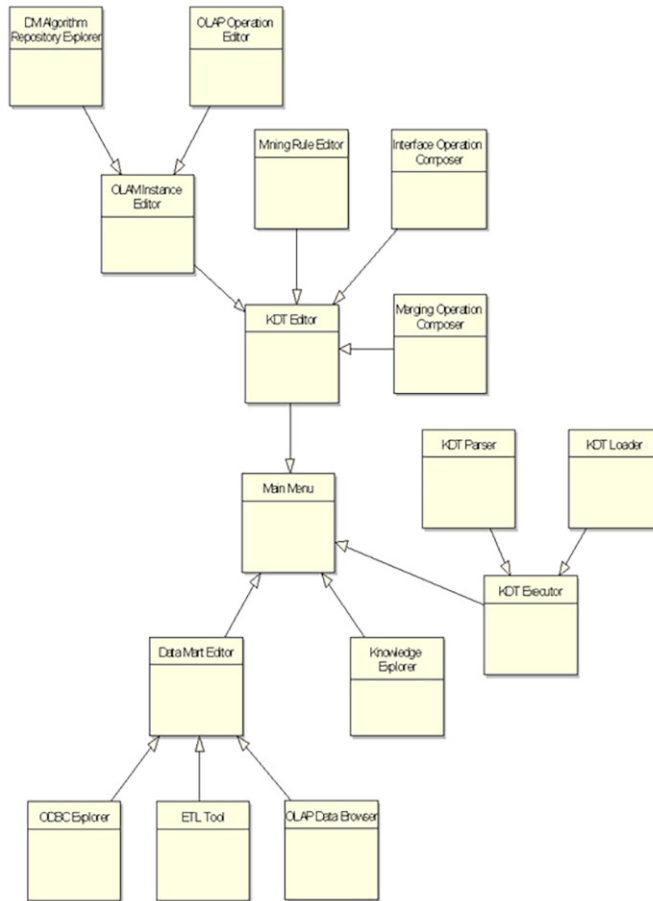 DM Algorithm
Repository Explorer
OLAP Operation
Editor
Mining Rule Editor
Interface Operation
Composer
OLAM Instance
Editor
KDT Editor
Merging Operation
Composer
KDT Parser
KDT Loader
Main Menu
KDT Executor
Data Mart Editor
Knowledge
Explorer
ODBC Explorer
ETL Tool
OLAP Data Browser